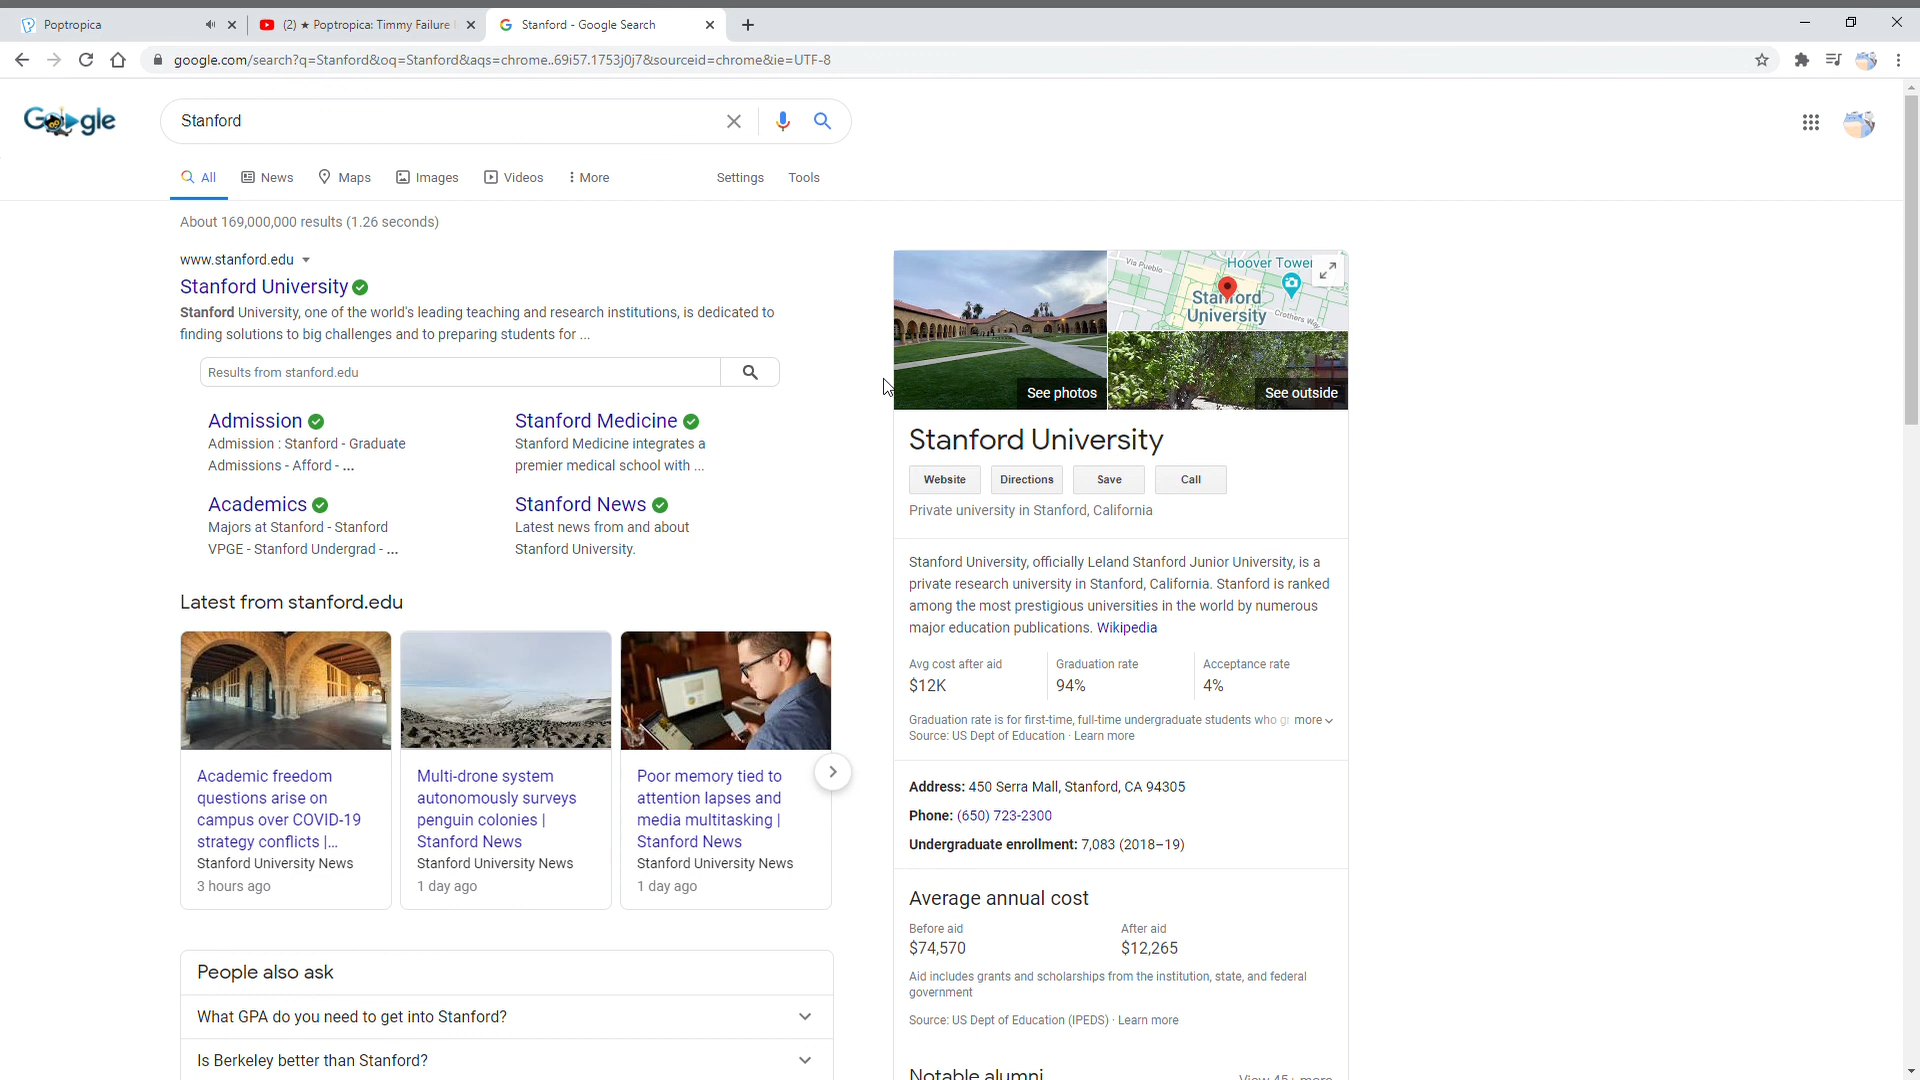 Poptropica
(2) ★ Poptropica: Timmy Failure
Stanford - Google Search
google.com/search?q=Stanford&oq=Stanford&aqs=chrome..69i57.1753j0j7&sourceid=chrome&ie=UTF-8
Google
Stanford
All
News
Maps
Images
Videos
More
Settings
Tools
About 169,000,000 results (1.26 seconds)
www.stanford.edu
Stanford University
Stanford University, one of the world's leading teaching and research institutions, is dedicated to
finding solutions to big challenges and to preparing students for ...
Results from stanford.edu
Admission
Admission : Stanford - Graduate
Admissions - Afford - ...
Stanford Medicine
Stanford Medicine integrates a
premier medical school with ...
Academics
Majors at Stanford - Stanford
VPGE - Stanford Undergrad - ...
Stanford News
Latest news from and about
Stanford University.
Latest from stanford.edu
Academic freedom
questions arise on
campus over COVID-19
strategy conflicts |...
Stanford University News
3 hours ago
Multi-drone system
autonomously surveys
penguin colonies |
Stanford News
Stanford University News
1 day ago
Poor memory tied to
attention lapses and
media multitasking |
Stanford News
Stanford University News
1 day ago
People also ask
What GPA do you need to get into Stanford?
Is Berkeley better than Stanford?
Via Pueblo
Hoover Tower
Stanford
University
Crothers Way
See photos
See outside
Stanford University
Website
Directions
Save
Call
Private university in Stanford, California
Stanford University, officially Leland Stanford Junior University, is a
private research university in Stanford, California. Stanford is ranked
among the most prestigious universities in the world by numerous
major education publications. Wikipedia
Avg cost after aid
$12K
Graduation rate
94%
Acceptance rate
4%
Graduation rate is for first-time, full-time undergraduate students who gr more
Source: US Dept of Education · Learn more
Address: 450 Serra Mall, Stanford, CA 94305
Phone: (650) 723-2300
Undergraduate enrollment: 7,083 (2018–19)
Average annual cost
Before aid
$74,570
After aid
$12,265
Aid includes grants and scholarships from the institution, state, and federal
government
Source: US Dept of Education (IPEDS) · Learn more
Notable alumni
View 45+ more